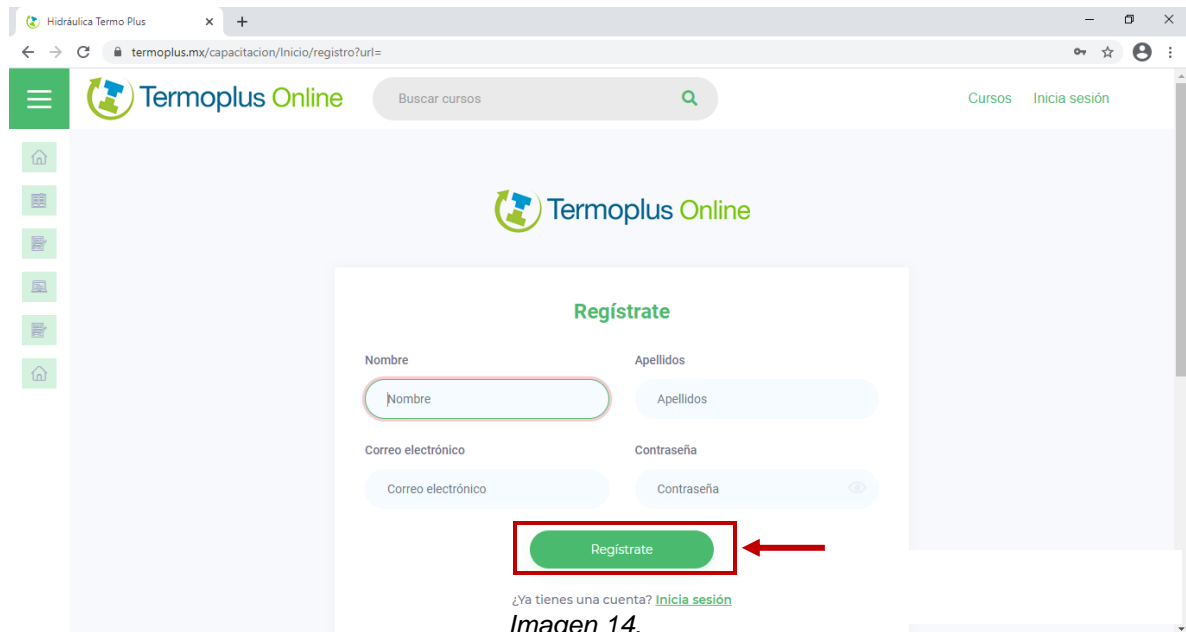 Hidráulica Termo Plus
termoplus.mx/capacitacion/Inicio/registro?url=
Termoplus Online
Buscar cursos
Cursos
Inicia sesión
Termoplus Online
Regístrate
Nombre
Apellidos
Nombre
Apellidos
Correo electrónico
Contraseña
Correo electrónico
Contraseña
Regístrate
¿Ya tienes una cuenta? Inicia sesión
Imagen 14.